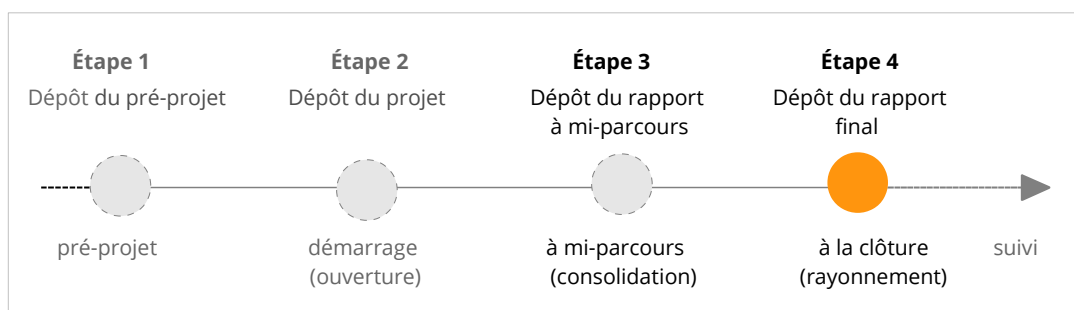 Étape 1
Dépôt du pré-projet
Étape 2
Dépôt du projet
Étape 3
Dépôt du rapport
à mi-parcours
Étape 4
Dépôt du rapport
final
pré-projet
démarrage
(ouverture)
à mi-parcours
(consolidation)
à la clôture
(rayonnement)
suivi